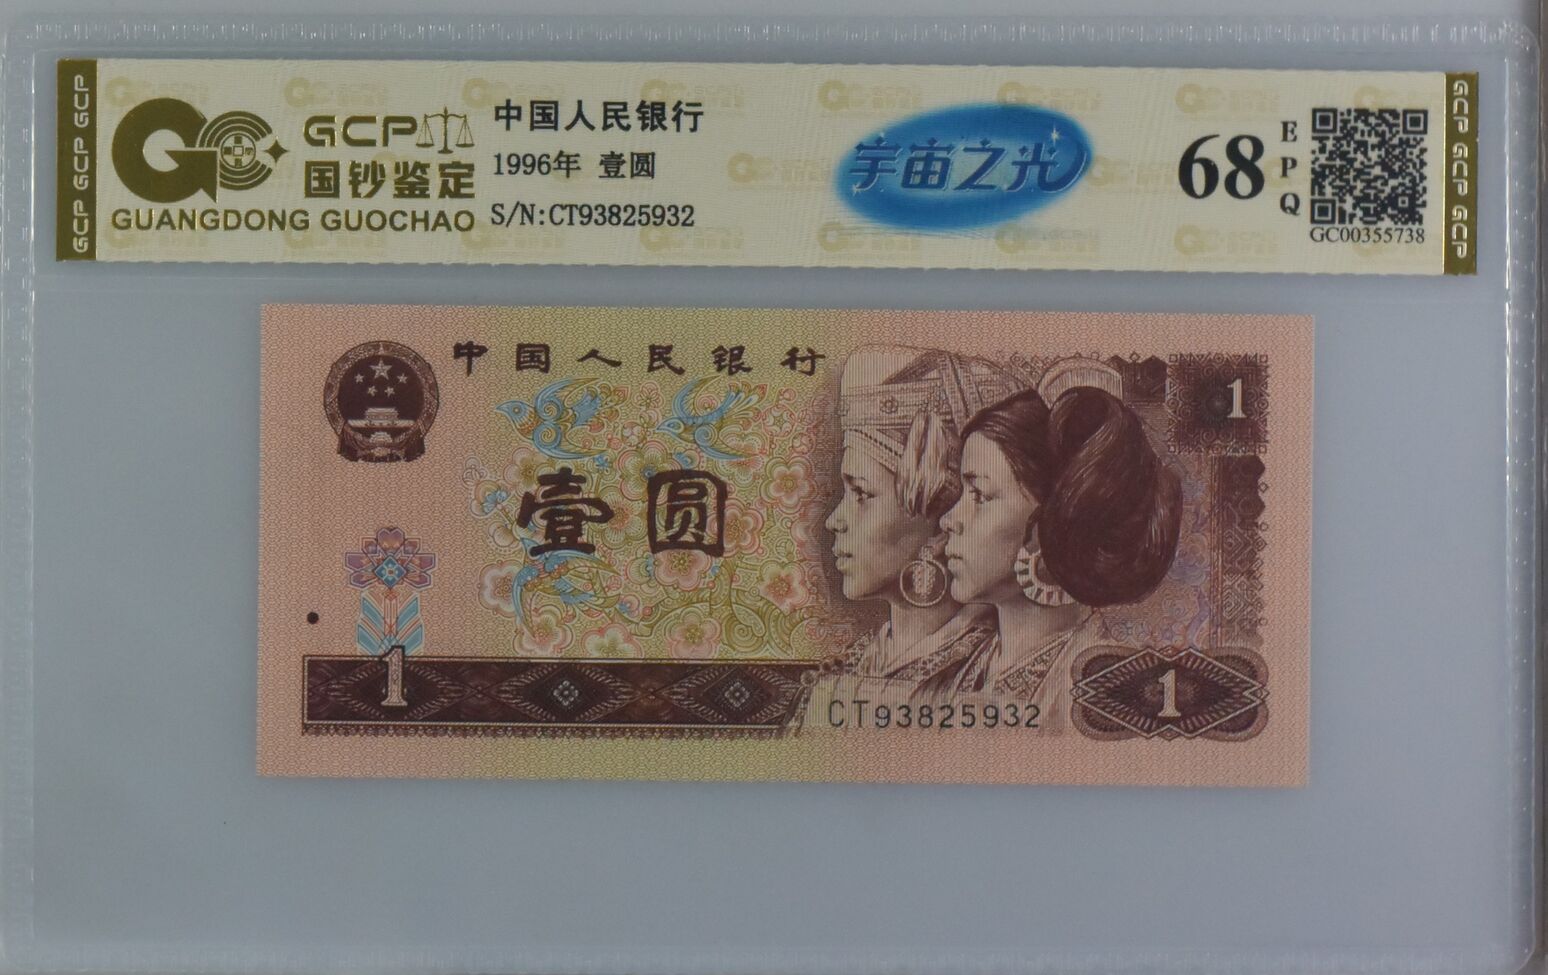 GCP GCP GCP
GCP
国钞鉴定
GUANGDONG GUOCHAO
中国人民银行
1996年 壹圆
S/N:CT93825932
宇宙之光
68
EPQ
GC00355738
GCP GCP GCP
中国人民银行
1
壹圆
1
CT93825932
1